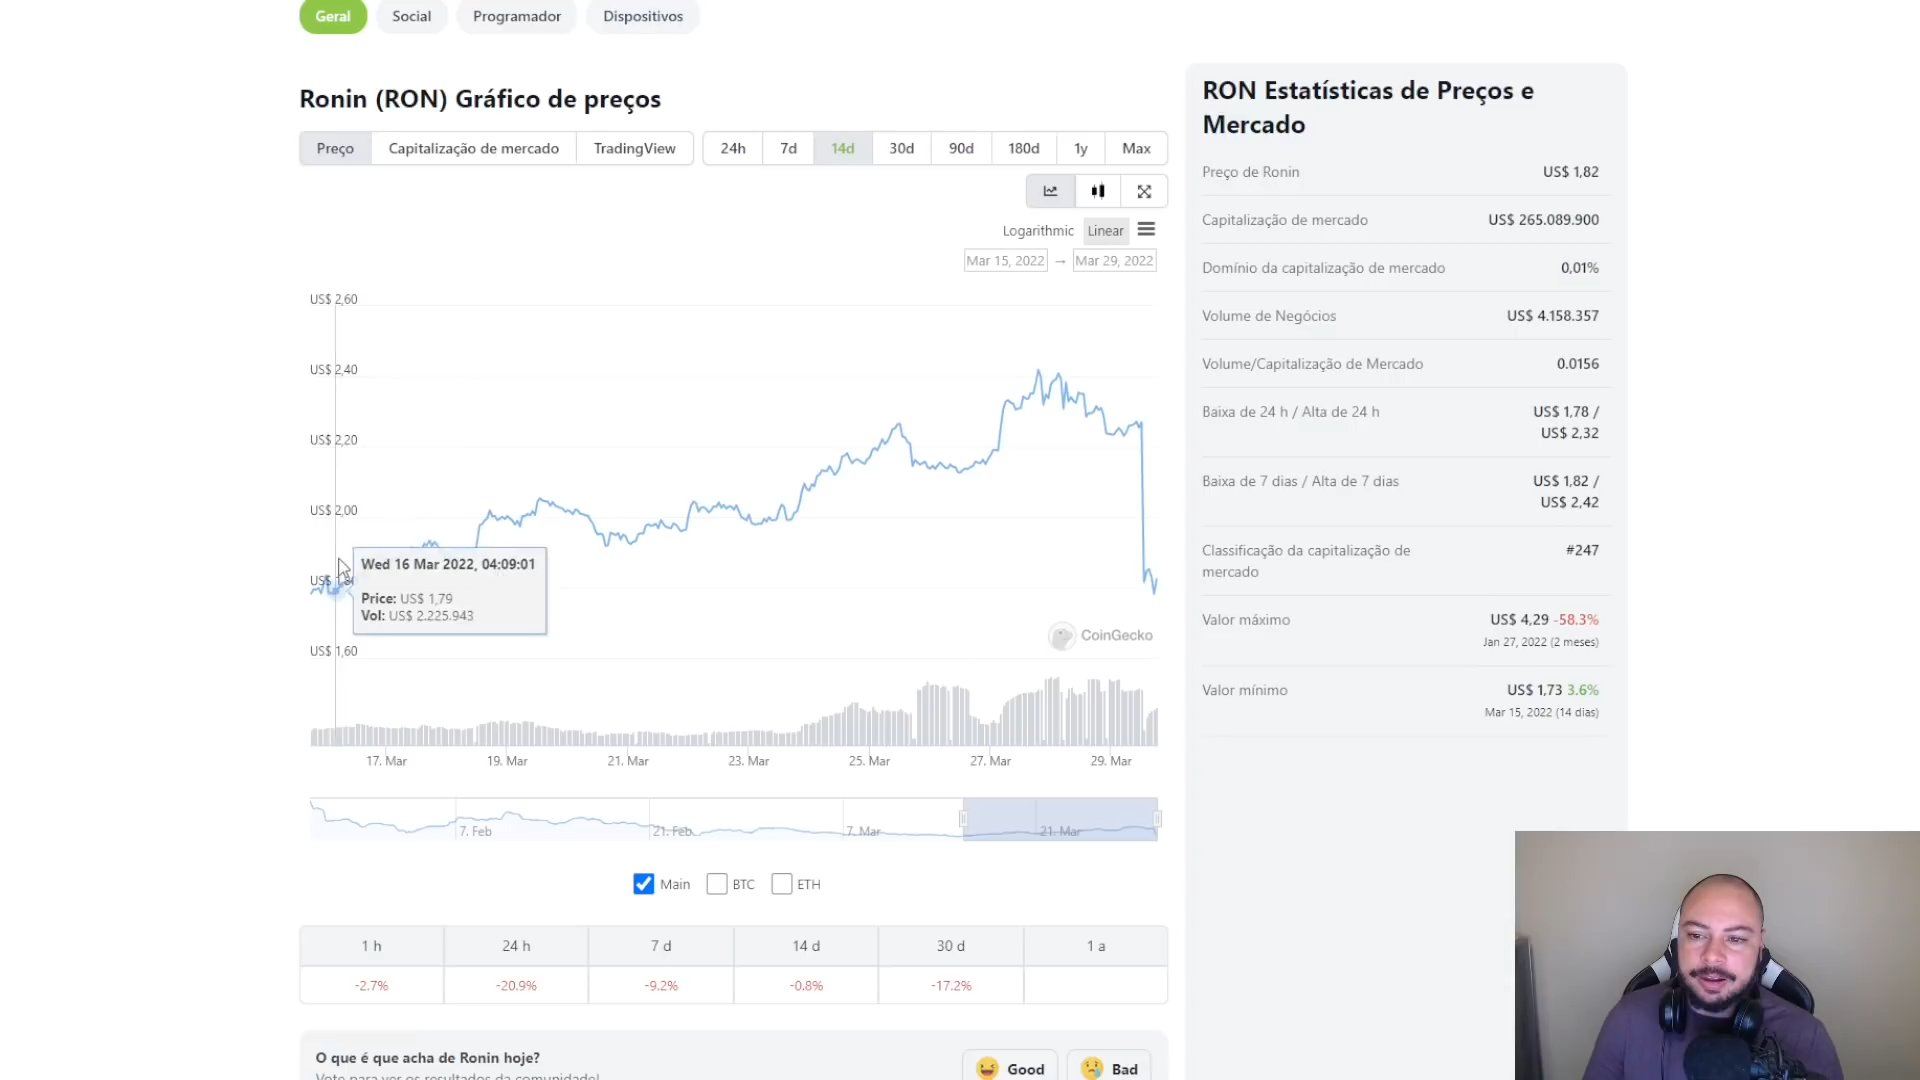 Geral Social Programador Dispositivos
Ronin (RON) Gráfico de preços
Preço Capitalização de mercado TradingView 24h 7d 14d 30d 90d 180d 1y Max
Logarithmic Linear
Mar 15, 2022 → Mar 29, 2022
US$ 2,60
US$ 2,40
US$ 2,20
US$ 2,00
US$ 1,80
US$ 1,60
Wed 16 Mar 2022, 04:09:01
Price: US$ 1,79
Vol: US$ 2.225.943
CoinGecko
17. Mar 19. Mar 21. Mar 23. Mar 25. Mar 27. Mar 29. Mar
7. Feb 21. Feb 7. Mar 21. Mar
Main BTC ETH
1 h 24 h 7 d 14 d 30 d 1 a
-2.7% -20.9% -9.2% -0.8% -17.2%
O que é que acha de Ronin hoje?
Vote para ver os resultados da comunidade!
Good Bad
RON Estatísticas de Preços e
Mercado
Preço de Ronin US$ 1,82
Capitalização de mercado US$ 265.089.900
Domínio da capitalização de mercado 0,01%
Volume de Negócios US$ 4.158.357
Volume/Capitalização de Mercado 0.0156
Baixa de 24 h / Alta de 24 h US$ 1,78 /
US$ 2,32
Baixa de 7 dias / Alta de 7 dias US$ 1,82 /
US$ 2,42
Classificação da capitalização de #247
mercado
Valor máximo US$ 4,29 -58.3%
Jan 27, 2022 (2 meses)
Valor mínimo US$ 1,73 3.6%
Mar 15, 2022 (14 dias)